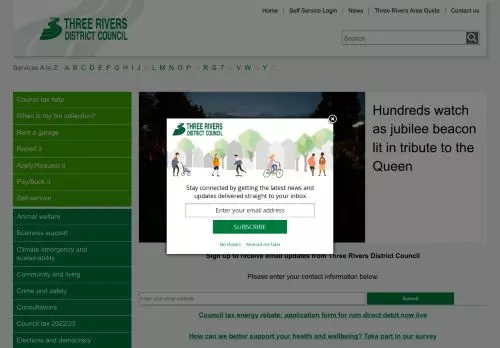 Home | Self Service Login | News | Three Rivers Area Guide | Contact us
THREE RIVERS
DISTRICT COUNCIL
Search
Services A to Z A B C D E F G H I J K L M N O P Q R S T U V W X Y Z
Council tax help
When is my bin collection?
Rent a garage
Report it
Apply/Request it
Pay/Book it
Self-service
Animal welfare
Business support
Climate emergency and
sustainability
Community and living
Crime and safety
Consultations
Council tax 2022/23
Elections and democracy
Hundreds watch
as jubilee beacon
lit in tribute to the
Queen
THREE RIVERS
DISTRICT COUNCIL
Stay connected by getting the latest news and
updates delivered straight to your inbox
Enter your email address
SUBSCRIBE
No thanks Remind me later
Sign up to receive email updates from Three Rivers District Council
Please enter your contact information below.
Enter your email address
Submit
Council tax energy rebate: application form for non direct debit now live
How can we better support your health and wellbeing? Take part in our survey